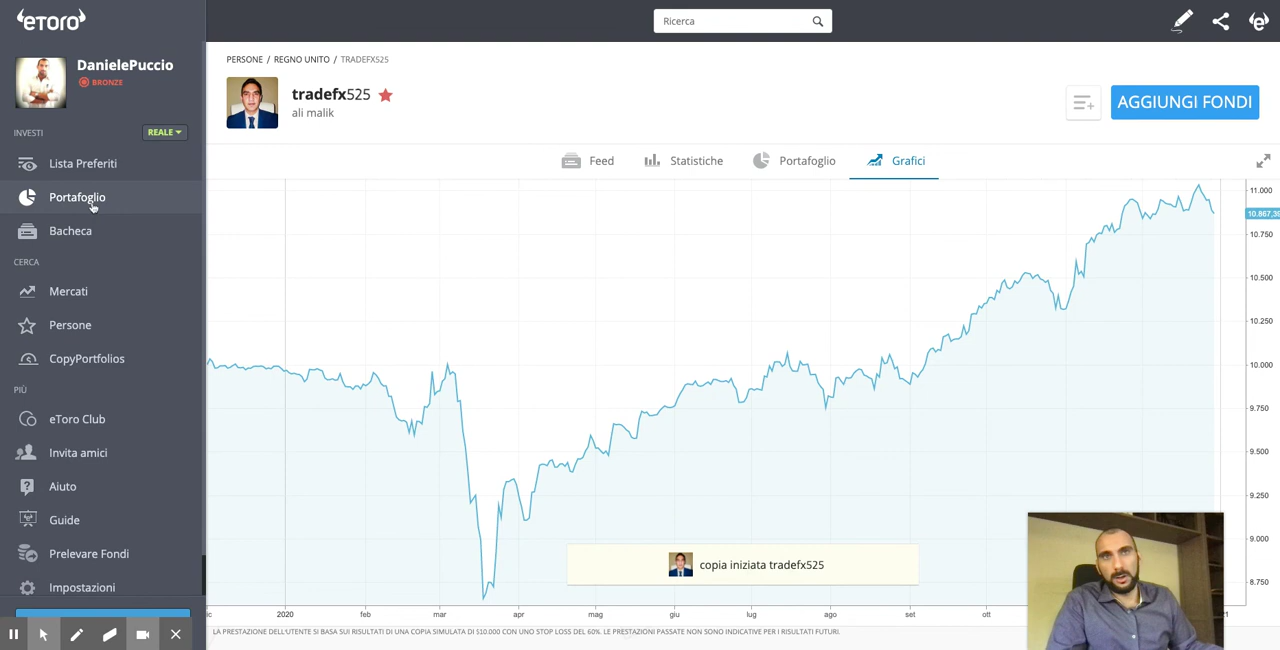 eToro
Ricerca
DanielePuccio
BRONZE
INVESTI
REALE
Lista Preferiti
Portafoglio
Bacheca
CERCA
Mercati
Persone
CopyPortfolios
PIÙ
eToro Club
Invita amici
Aiuto
Guide
Prelevare Fondi
Impostazioni
PERSONE / REGNO UNITO / TRADEFX525
tradefx525
ali malik
AGGIUNGI FONDI
Feed
Statistiche
Portafoglio
Grafici
11.000
10.867,39
10.750
10.500
10.250
10.000
9.750
9.500
9.250
9.000
8.750
copia iniziata tradefx525
2020 feb mar apr mag giu lug ago set ott
LA PRESTAZIONE DELL'UTENTE SI BASA SUI RISULTATI DI UNA COPIA SIMULATA DI $10.000 CON UNO STOP LOSS DEL 60%. LE PRESTAZIONI PASSATE NON SONO INDICATIVE PER I RISULTATI FUTURI.